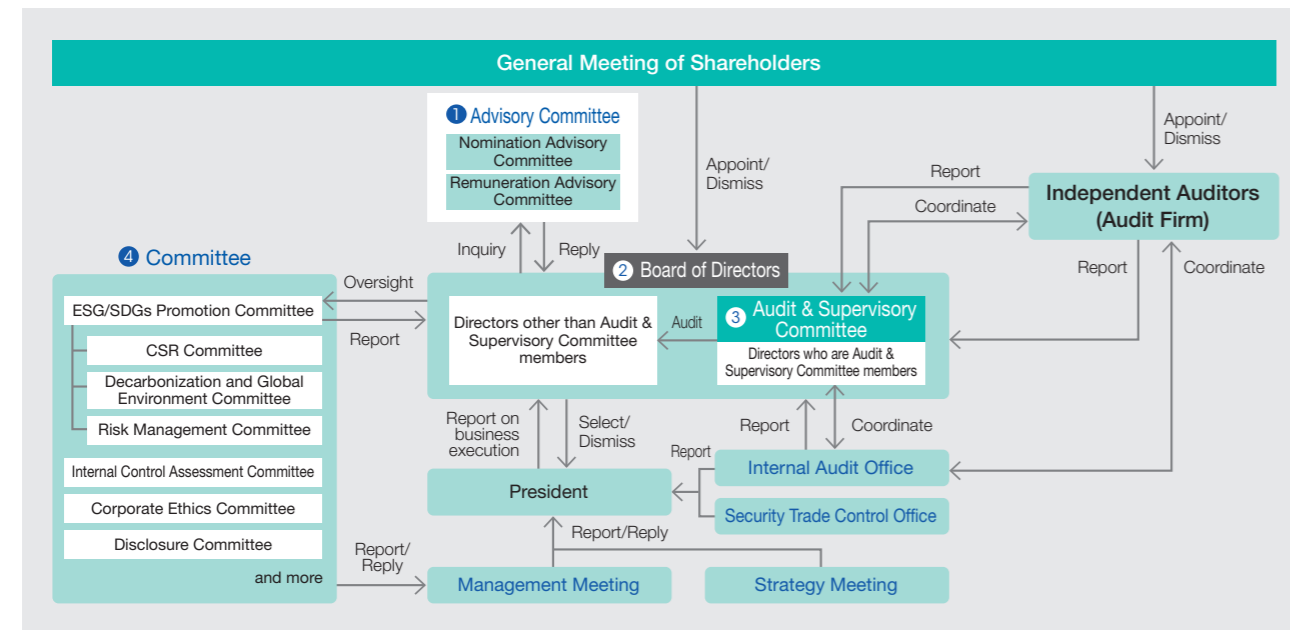 General Meeting of Shareholders
1 Advisory Committee
Nomination Advisory
Committee
Remuneration Advisory
Committee
Appoint/
Dismiss
Appoint/
Dismiss
Report
Coordinate
Independent Auditors
(Audit Firm)
Inquiry
Reply
Report
Coordinate
4 Committee
2 Board of Directors
Oversight
Report
ESG/SDGs Promotion Committee
CSR Committee
Decarbonization and Global
Environment Committee
Risk Management Committee
Internal Control Assessment Committee
Corporate Ethics Committee
Disclosure Committee
and more
Directors other than Audit &
Supervisory Committee
members
Audit
3 Audit & Supervisory
Committee
Directors who are Audit &
Supervisory Committee members
Report on
business
execution
Select/
Dismiss
Report
Coordinate
Report
Internal Audit Office
President
Security Trade Control Office
Report/Reply
Report/
Reply
Management Meeting
Strategy Meeting